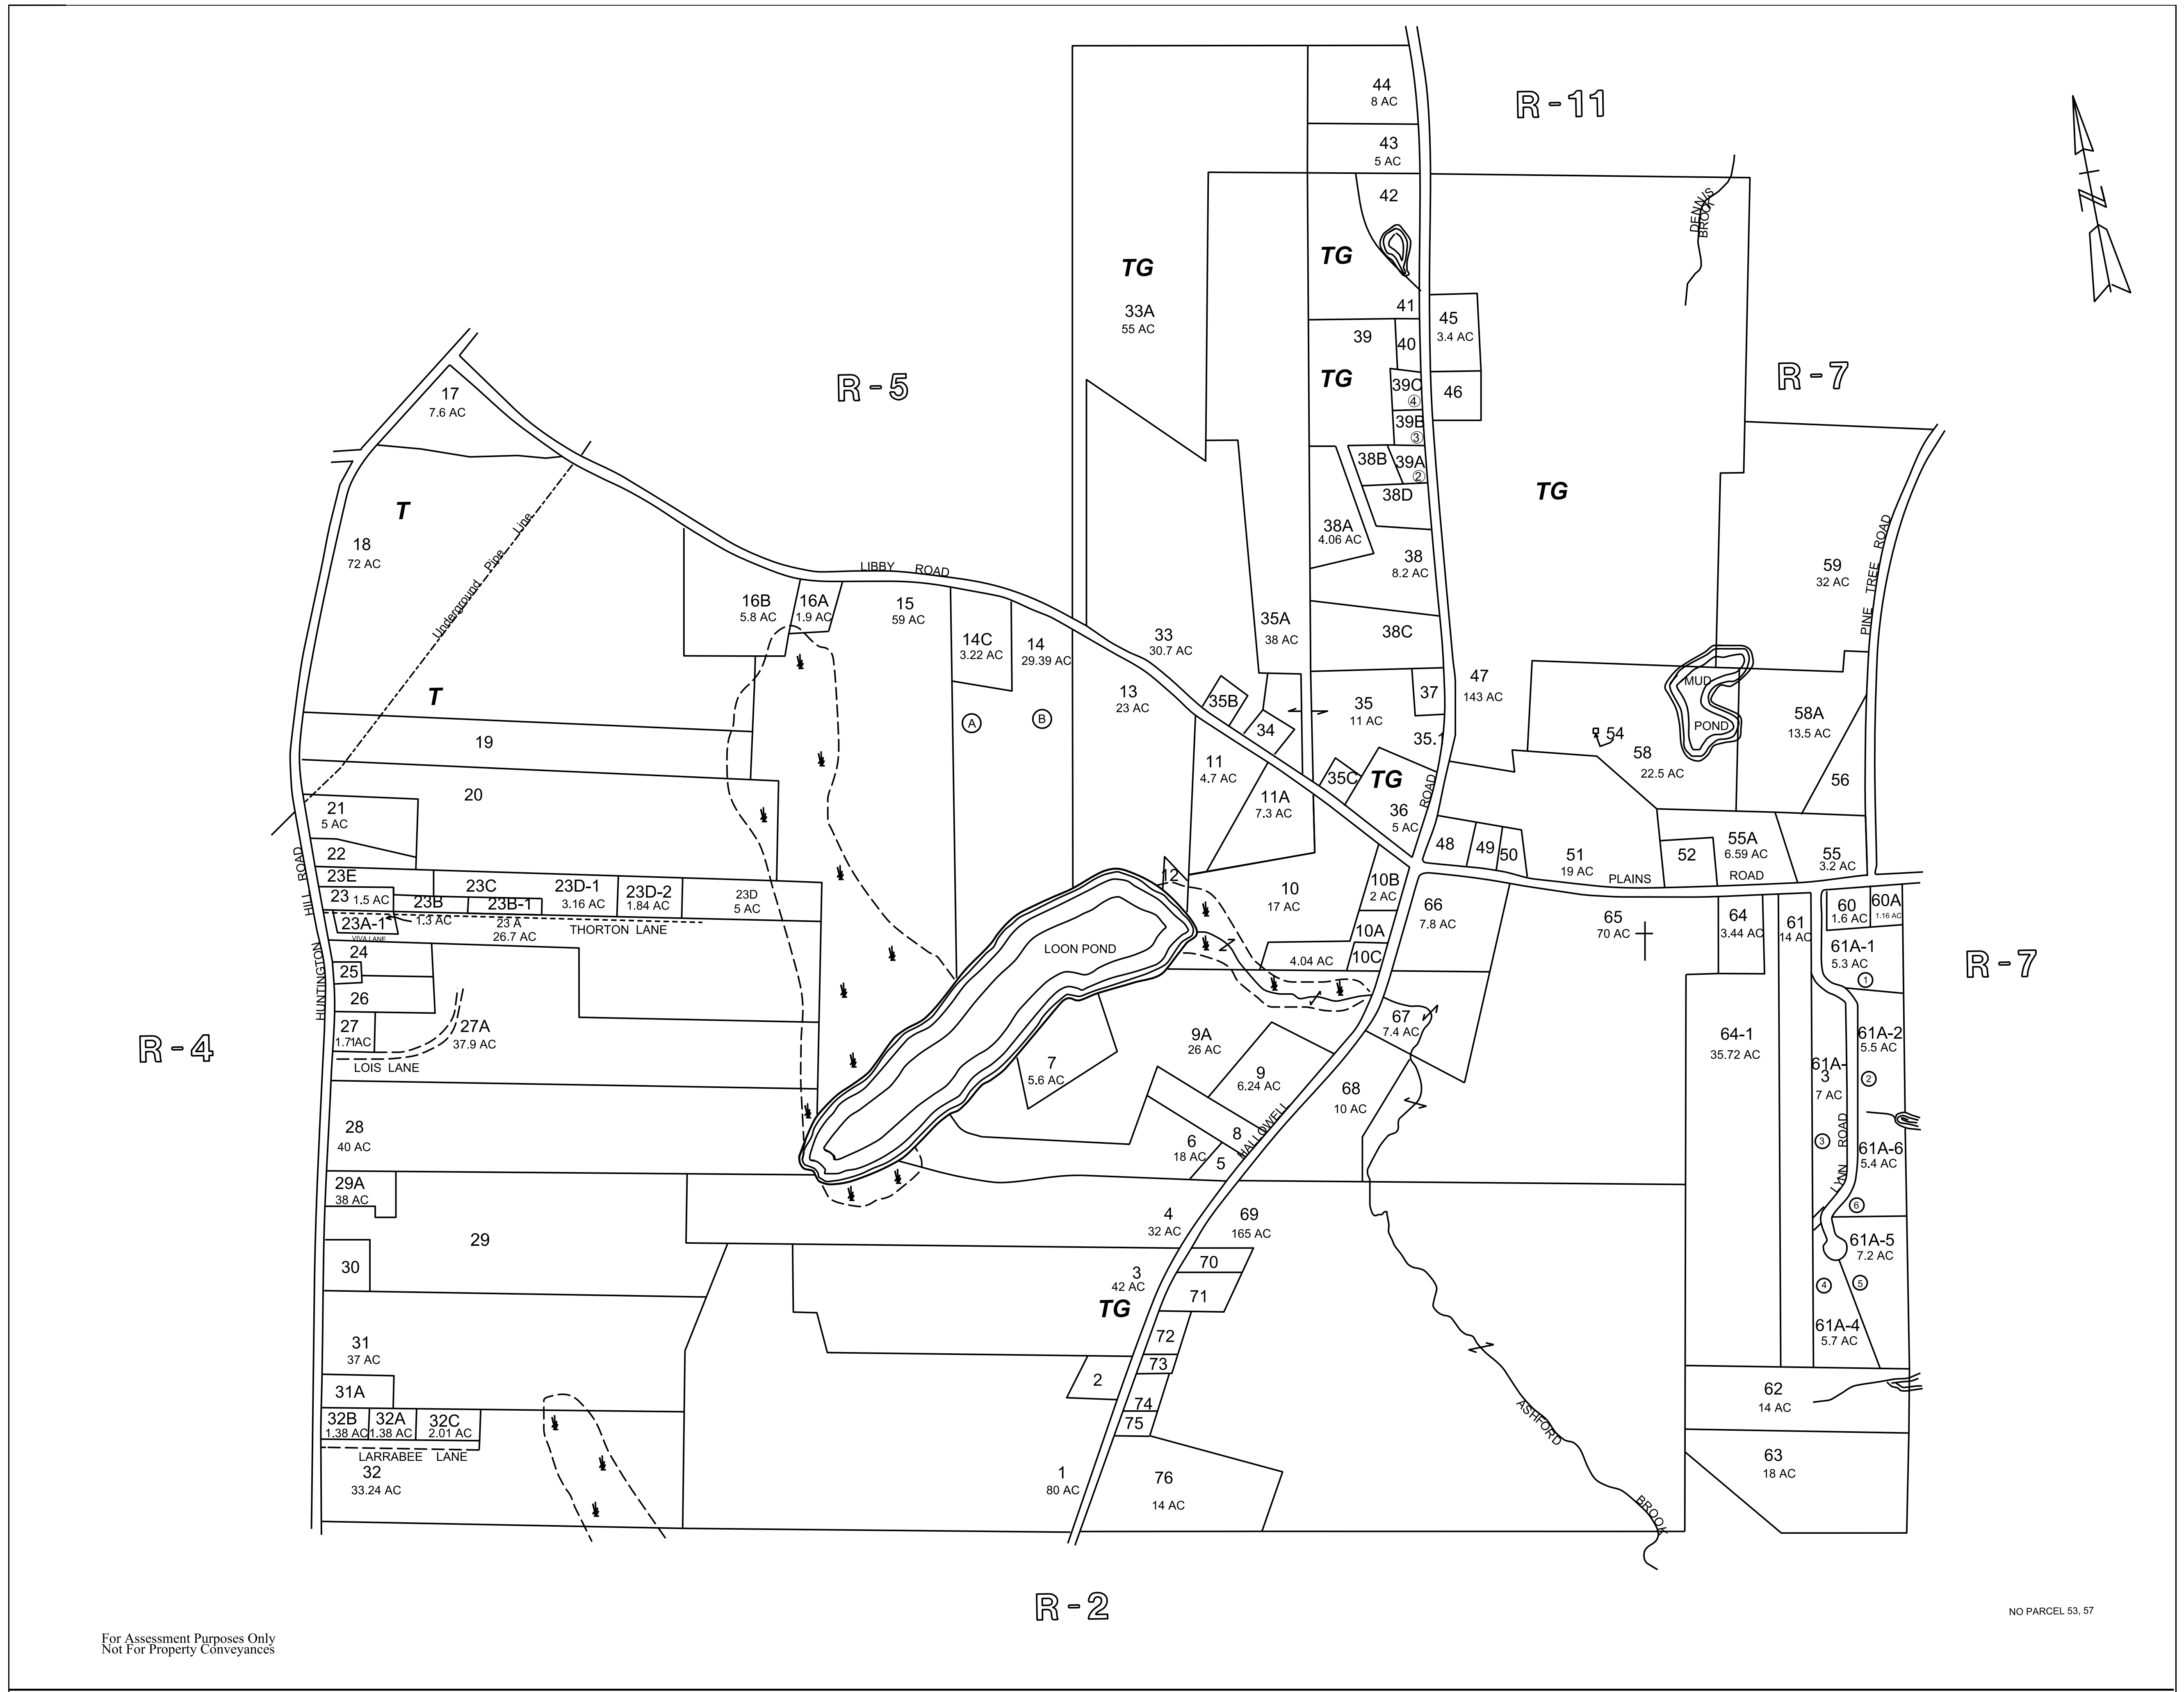 R-11
44
8 AC
43
5 AC
42
DENNIS
BROOK
N
TG
TG
33A
55 AC
41
45
3.4 AC
39
40
TG
R-5
R-7
39C
④
46
39B
③
17
7.6 AC
38B
39A
②
38D
TG
T
38A
4.06 AC
38
8.2 AC
18
72 AC
Underground Pipe Line
LIBBY ROAD
59
32 AC
PINE TREE ROAD
16B
5.8 AC
16A
1.9 AC
15
59 AC
14C
3.22 AC
14
29.39 AC
33
30.7 AC
35A
38 AC
38C
T
13
23 AC
35B
35
11 AC
37
47
143 AC
MUD
POND
58A
13.5 AC
Ⓐ
Ⓑ
34
35.1
54
58
22.5 AC
19
11
4.7 AC
35C
TG
56
20
11A
7.3 AC
36
5 AC
ROAD
21
5 AC
22
48
49
50
51
19 AC
52
55A
6.59 AC
55
3.2 AC
PLAINS ROAD
HUNTINGTON HILL ROAD
23E
23
1.5 AC
23C
23D-1
3.16 AC
23D-2
1.84 AC
23D
5 AC
23B
1.3 AC
23B-1
23A-1
VIVA LANE
23 A
26.7 AC
THORTON LANE
12
10
17 AC
10B
2 AC
66
7.8 AC
65
70 AC
64
3.44 AC
61
14 AC
60
1.6 AC
60A
1.16 AC
24
25
26
LOON POND
10A
10C
4.04 AC
61A-1
5.3 AC
①
R-7
27
1.71AC
27A
37.9 AC
LOIS LANE
R-4
9A
26 AC
67
7.4 AC
64-1
35.72 AC
61A-2
5.5 AC
②
7
5.6 AC
9
6.24 AC
68
10 AC
61A-
3
7 AC
③
LYNN ROAD
28
40 AC
8
6
18 AC
5
HALLOWELL
61A-6
5.4 AC
⑥
29A
38 AC
29
4
32 AC
69
165 AC
61A-5
7.2 AC
30
3
42 AC
TG
70
71
④
⑤
31
37 AC
72
73
61A-4
5.7 AC
31A
2
74
75
62
14 AC
32B
1.38 AC
32A
1.38 AC
32C
2.01 AC
LARRABEE LANE
32
33.24 AC
ASHFORD
BROOK
1
80 AC
76
14 AC
63
18 AC
R-2
NO PARCEL 53, 57
For Assessment Purposes Only
Not For Property Conveyances